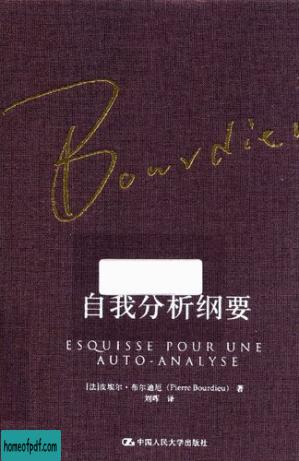 Bourdieu
自我分析纲要
ESQUISSE POUR UNE
AUTO-ANALYSE
[法]皮埃尔·布尔迪厄（Pierre Bourdieu） 著
刘晖 译
中国人民大学出版社
homeofpdf.com